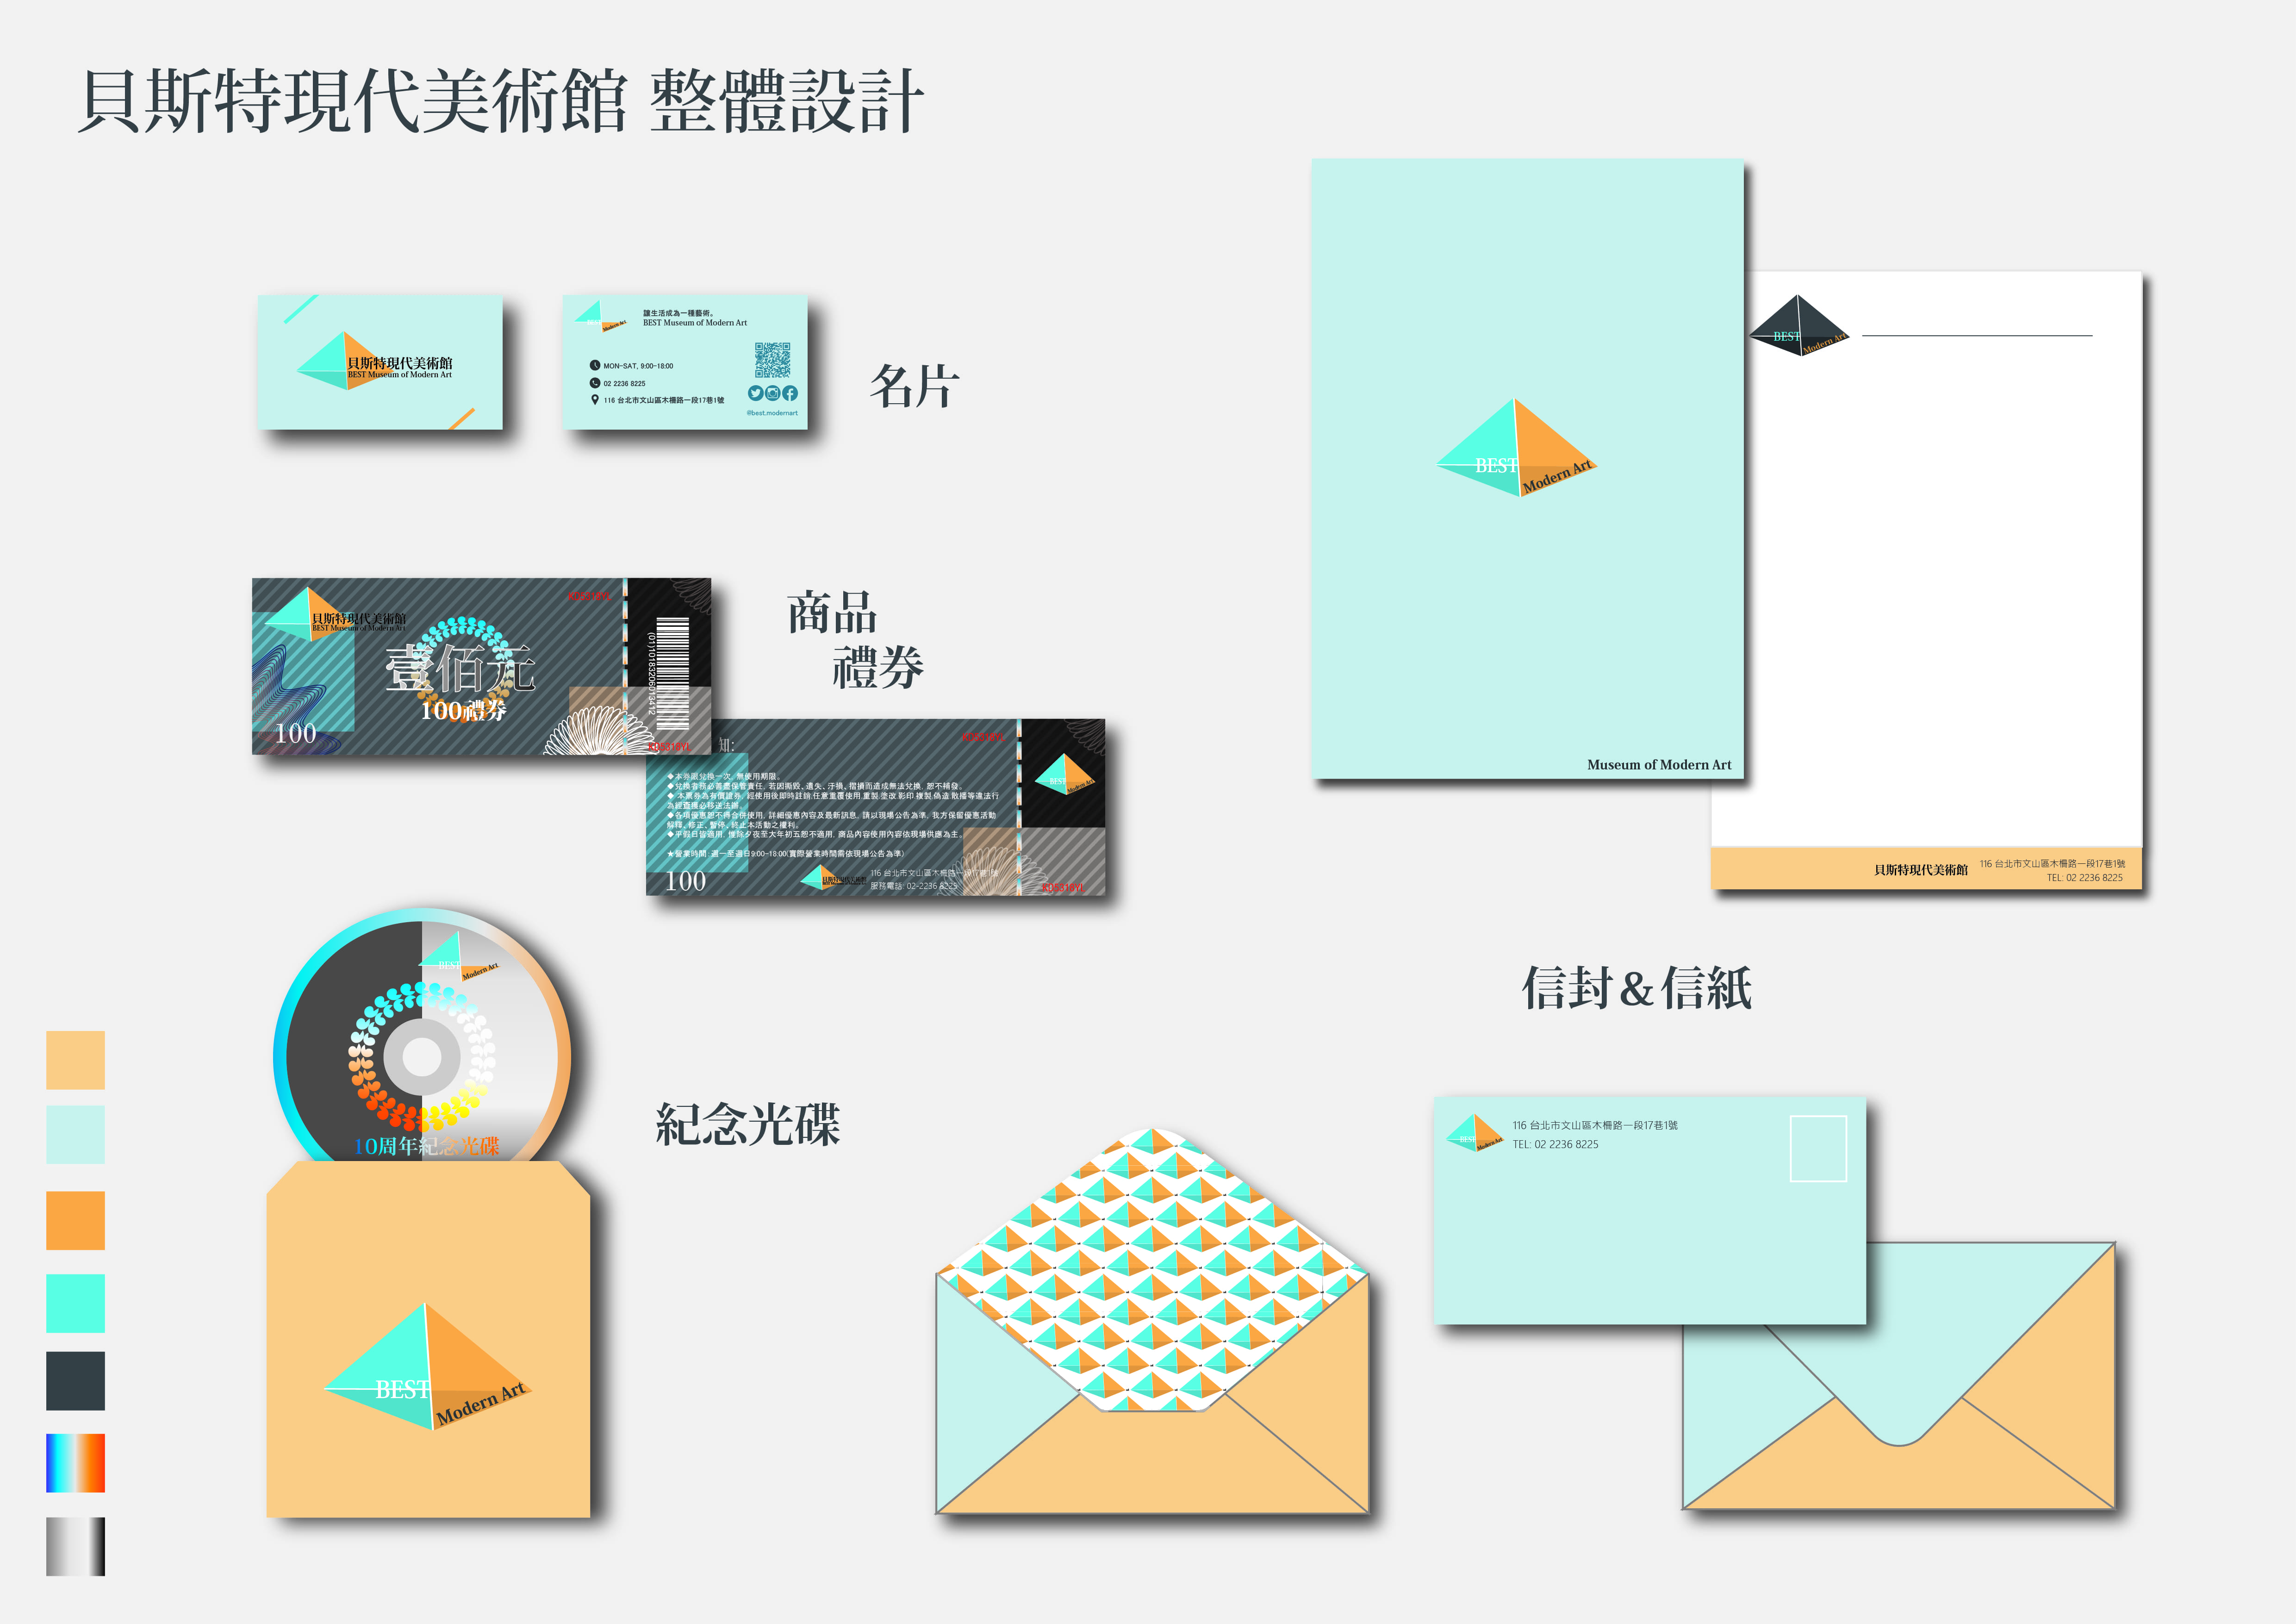 貝斯特現代美術館 整體設計
貝斯特現代美術館
BEST Museum of Modern Art
Modern Art
讓生活成為一種藝術。
BEST Museum of Modern Art
MON-SAT, 9:00-18:00
02 2236 8225
116 台北市文山區木柵路一段17巷1號
@best.modernart
名片
BEST
Modern Art
Museum of Modern Art
BEST
Modern Art
貝斯特現代美術館
116 台北市文山區木柵路一段17巷1號
TEL: 02 2236 8225
貝斯特現代美術館
BEST Museum of Modern Art
壹佰元
100禮券
100
商品
禮券
知:
◆本券限兌換一次, 無使用期限。
◆兌換者務必善盡保管責任, 若因撕毀、遺失、汙損、摺損而造成無法兌換, 恕不補發。
◆ 本票券為有價證券, 經使用後即時註銷,任意重覆使用,重製,塗改,影印,複製,偽造,散播等違法行
為經查獲必移送法辦。
◆各項優惠恕不得合併使用, 詳細優惠內容及最新訊息, 請以現場公告為準, 我方保留優惠活動
解釋、修正、暫停、終止本活動之權利。
◆平假日皆適用, 惟除夕夜至大年初五恕不適用, 商品內容使用內容依現場供應為主。
★營業時間:週一至週日9:00-18:00(實際營業時間需依現場公告為準)
100
116 台北市文山區木柵路一段17巷1號
服務電話: 02-2236 8225
BEST
Modern Art
BEST
Modern Art
10周年紀念光碟
BEST
Modern Art
紀念光碟
信封&信紙
BEST
Modern Art
116 台北市文山區木柵路一段17巷1號
TEL: 02 2236 8225